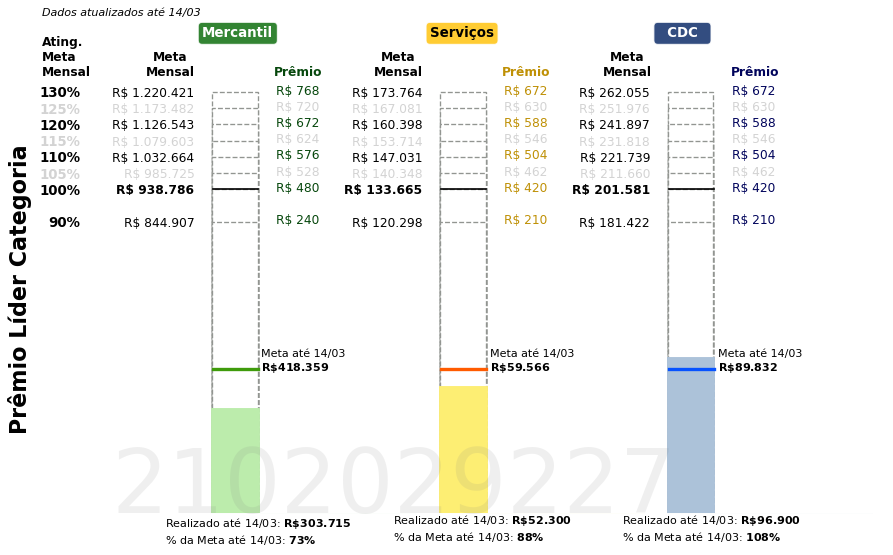 Dados atualizados até 14/03
Mercantil Serviços CDC
Ating. Meta Mensal Meta Mensal Prêmio Meta Mensal Prêmio Meta Mensal Prêmio
130% R$ 1.220.421 R$ 768 R$ 173.764 R$ 672 R$ 262.055 R$ 672
125% R$ 1.173.482 R$ 720 R$ 167.081 R$ 630 R$ 251.976 R$ 630
120% R$ 1.126.543 R$ 672 R$ 160.398 R$ 588 R$ 241.897 R$ 588
115% R$ 1.079.603 R$ 624 R$ 153.714 R$ 546 R$ 231.818 R$ 546
110% R$ 1.032.664 R$ 576 R$ 147.031 R$ 504 R$ 221.739 R$ 504
105% R$ 985.725 R$ 528 R$ 140.348 R$ 462 R$ 211.660 R$ 462
100% R$ 938.786 R$ 480 R$ 133.665 R$ 420 R$ 201.581 R$ 420
90% R$ 844.907 R$ 240 R$ 120.298 R$ 210 R$ 181.422 R$ 210
Prêmio Líder Categoria
Meta até 14/03 Meta até 14/03 Meta até 14/03
R$418.359 R$59.566 R$89.832
2102029227
Realizado até 14/03: R$303.715 Realizado até 14/03: R$52.300 Realizado até 14/03: R$96.900
% da Meta até 14/03: 73% % da Meta até 14/03: 88% % da Meta até 14/03: 108%